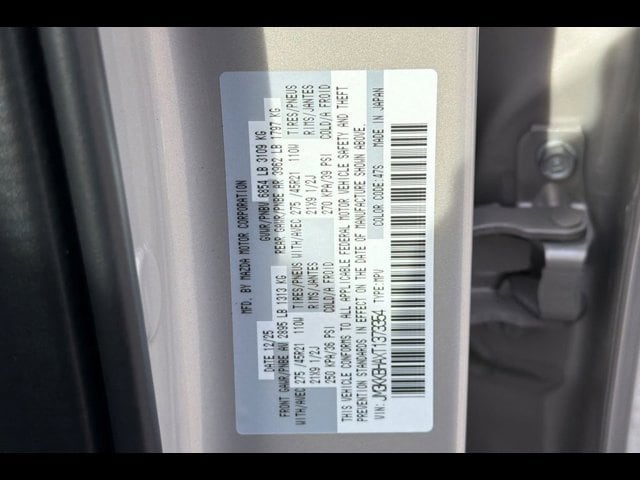 MFD. BY MAZDA MOTOR CORPORATION
12/25 GVWR/PNBV 6854 LB 3109 KG
FRONT GAWR/PNBE AV 2895 LB 1313 KG REAR GAWR/PNBE AR 3962 LB 1797 KG
WITH/AVEC 275 /45R21 110W TIRES/PNEUS WITH/AVEC 275 /45R21 110W TIRES/PNEUS
21X9 1/2J RIMS/JANTES 21X9 1/2J RIMS/JANTES
250 KPA/36 PSI COLD/A FROID 270 KPA/39 PSI COLD/A FROID
THIS VEHICLE CONFORMS TO ALL APPLICABLE FEDERAL MOTOR VEHICLE SAFETY AND THEFT
PREVENTION STANDARDS IN EFFECT ON THE DATE OF MANUFACTURE SHOWN ABOVE.
VIN: TYPE:MPV COLOR CODE:47S MADE IN JAPAN